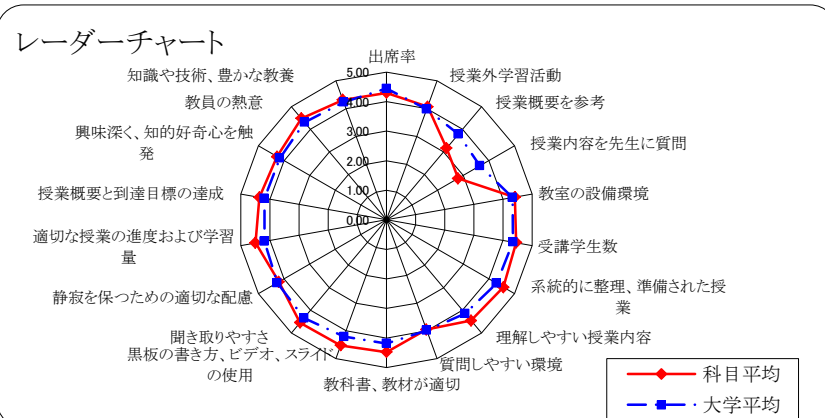 レーダーチャート
出席率
授業外学習活動
授業概要を参考
授業内容を先生に質問
教室の設備環境
受講学生数
系統的に整理、準備された授
業
理解しやすい授業内容
質問しやすい環境
教科書、教材が適切
黒板の書き方、ビデオ、スライド
の使用
聞き取りやすさ
静寂を保つための適切な配慮
適切な授業の進度および学習
量
授業概要と到達目標の達成
興味深く、知的好奇心を触
発
教員の熱意
知識や技術、豊かな教養
5.00
4.00
3.00
2.00
1.00
0.00
科目平均
大学平均